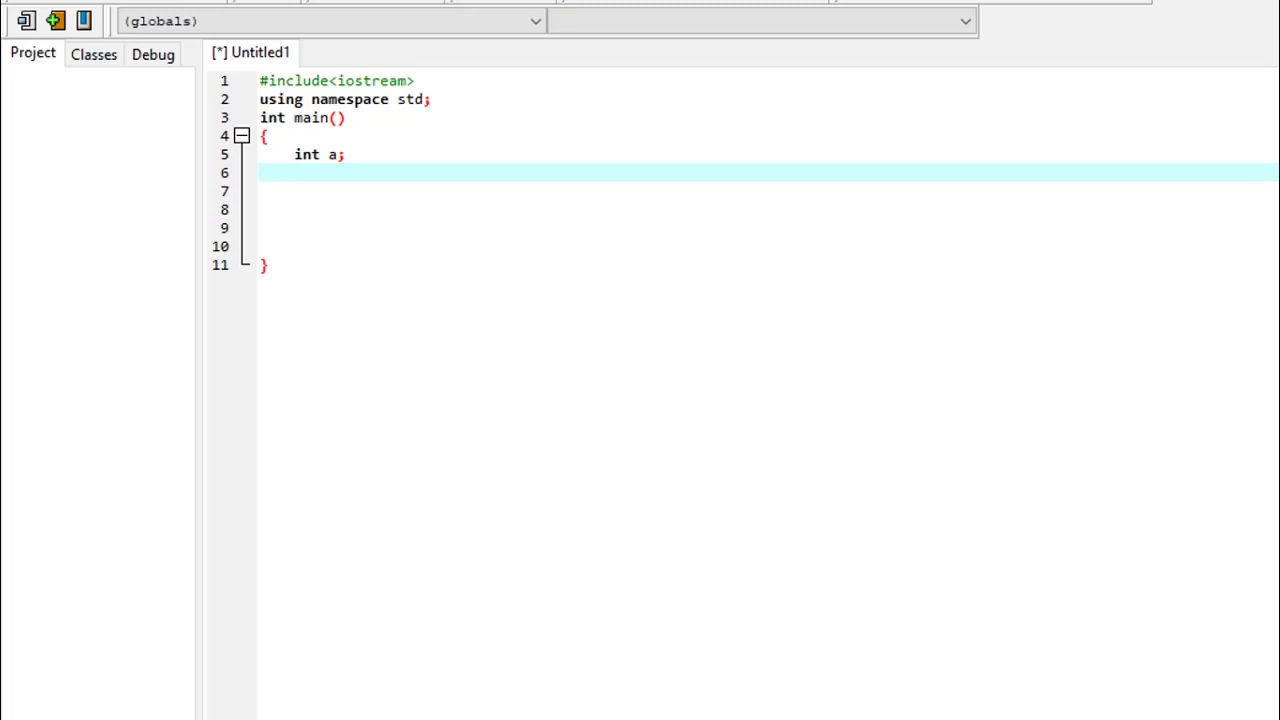 (globals)
Project Classes Debug [*] Untitled1
1 #include<iostream>
2 using namespace std;
3 int main()
4 {
5 int a;
6
7
8
9
10
11 }